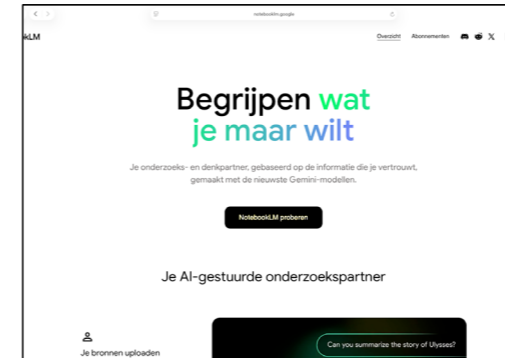 notebooklm.google
kLM
Overzicht Abonnementen
Begrijpen wat
je maar wilt
Je onderzoeks- en denkpartner, gebaseerd op de informatie die je vertrouwt,
gemaakt met de nieuwste Gemini-modellen.
NotebookLM proberen
Je AI-gestuurde onderzoekspartner
Je bronnen uploaden
Can you summarize the story of Ulysses?